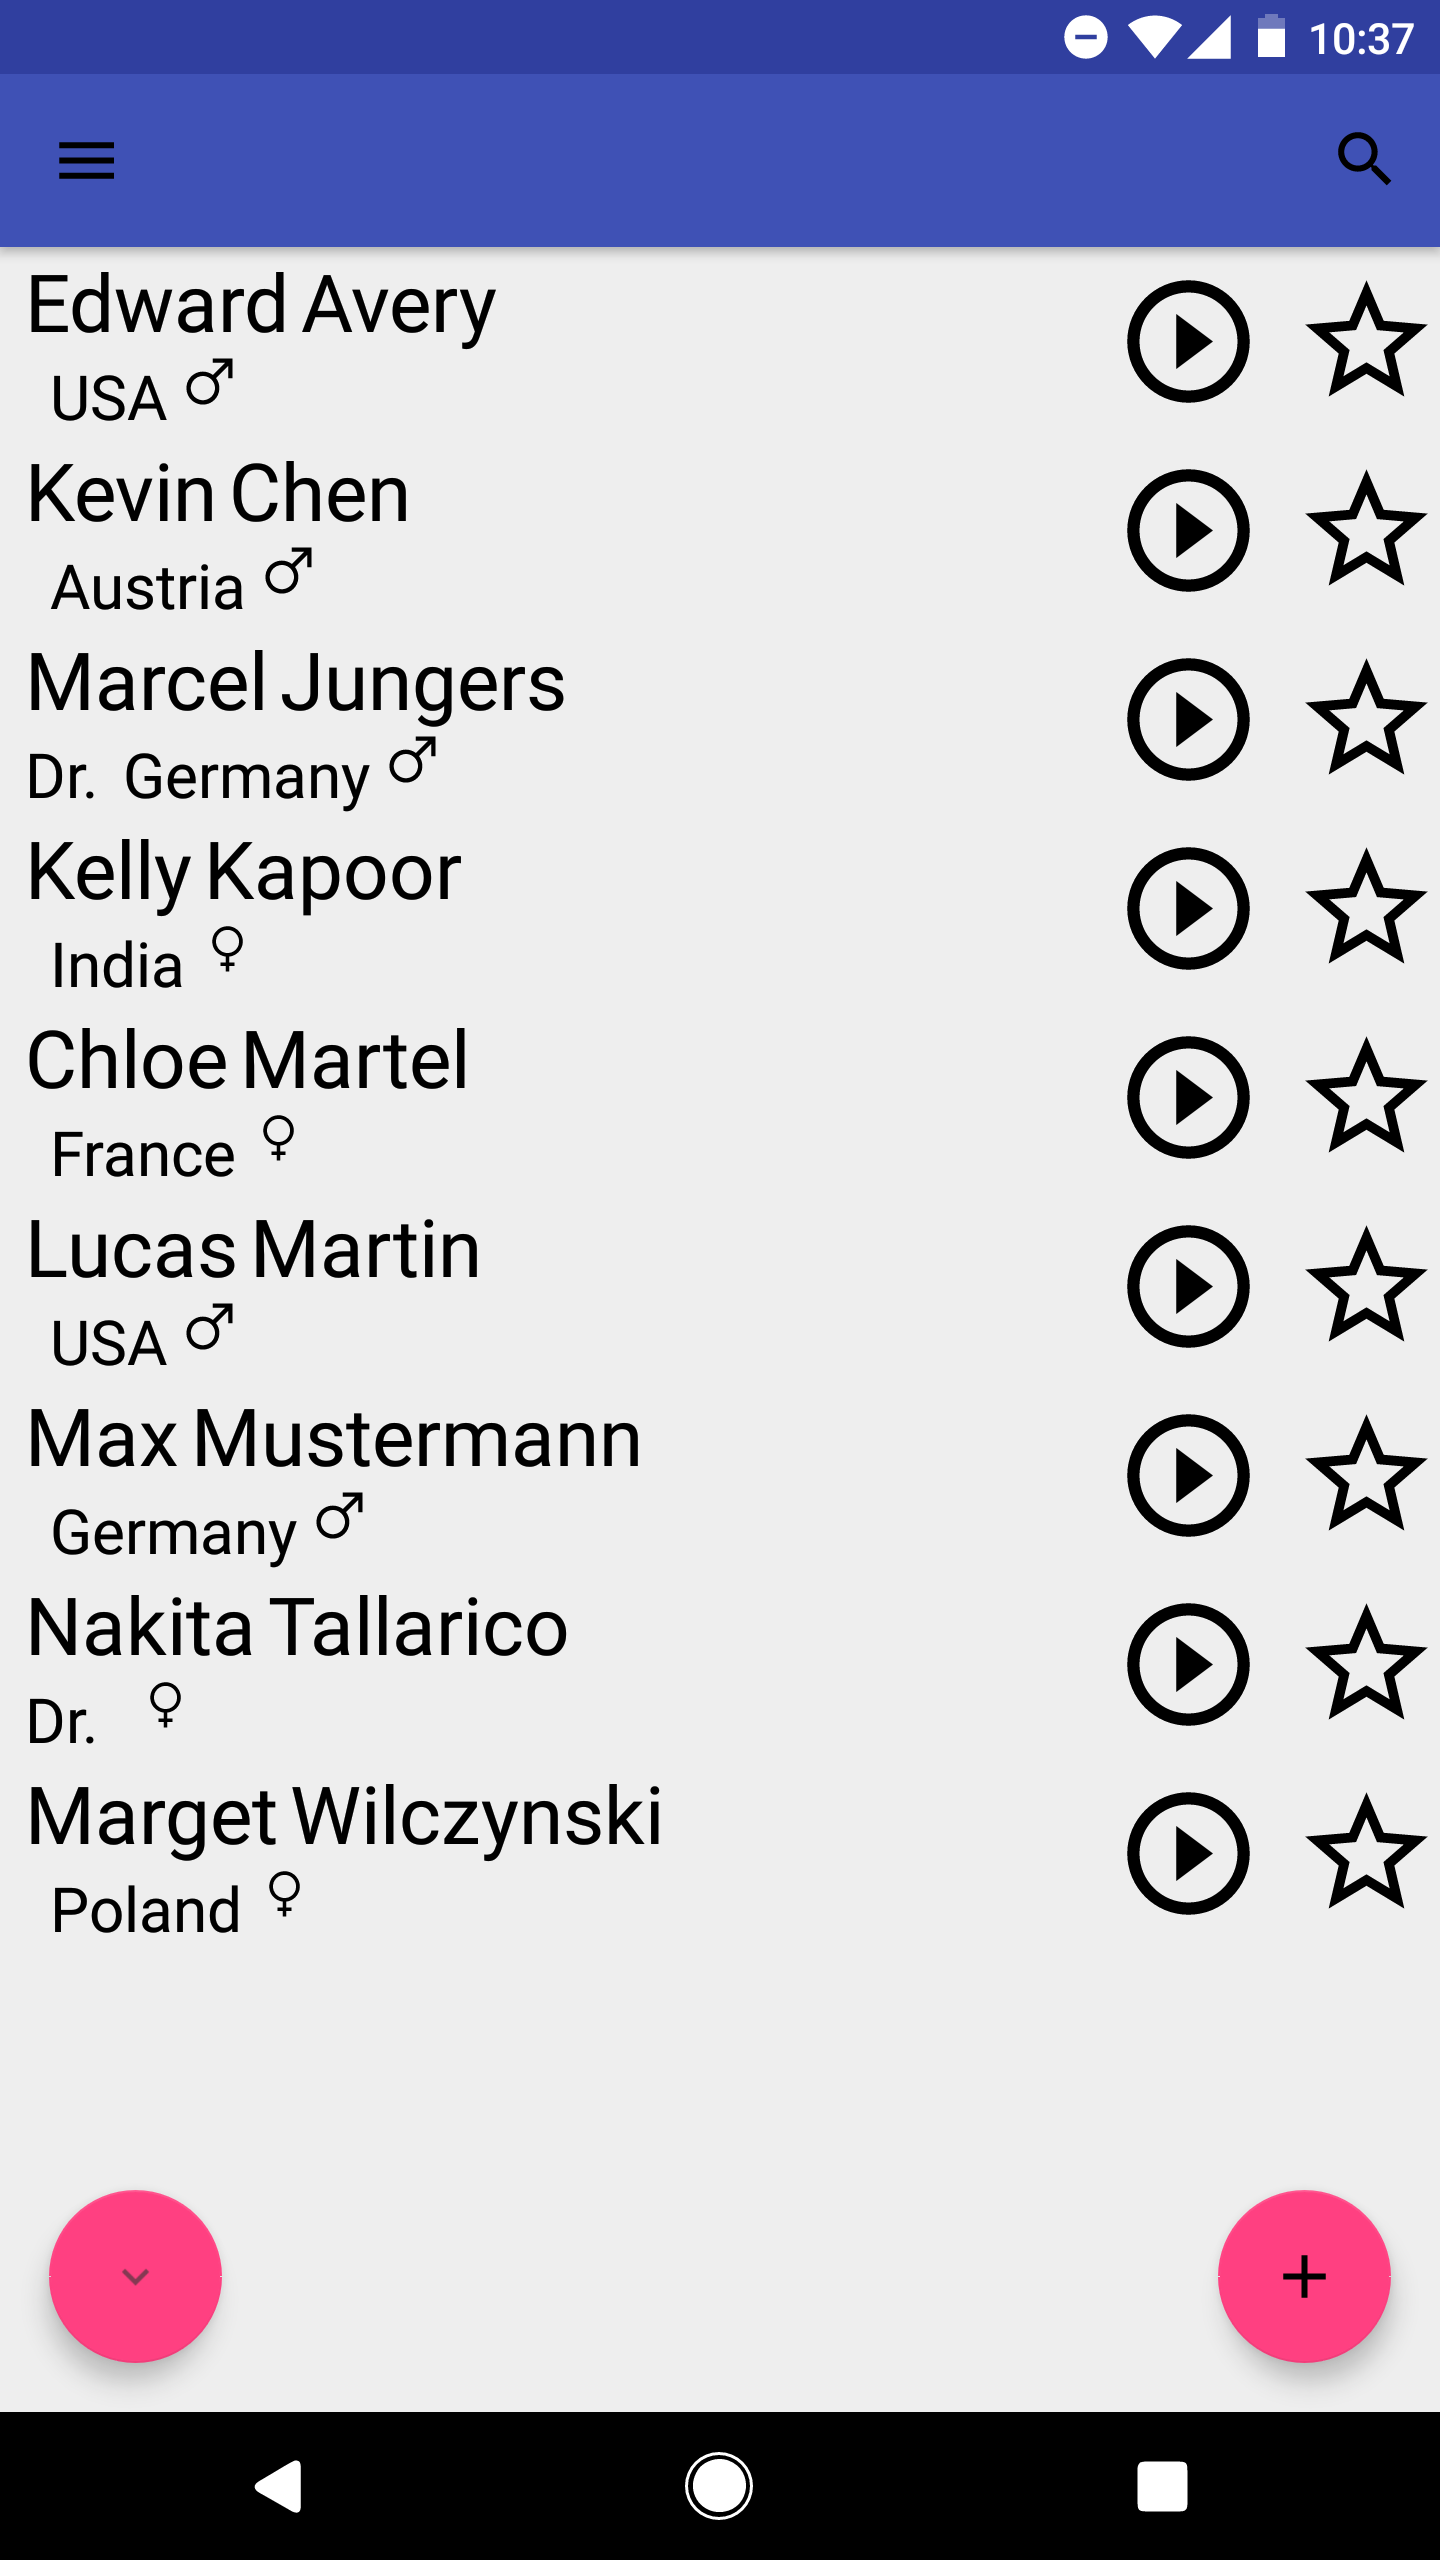 10:37
Edward Avery
USA ♂
Kevin Chen
Austria ♂
Marcel Jungers
Dr. Germany ♂
Kelly Kapoor
India ♀
Chloe Martel
France ♀
Lucas Martin
USA ♂
Max Mustermann
Germany ♂
Nakita Tallarico
Dr. ♀
Marget Wilczynski
Poland ♀